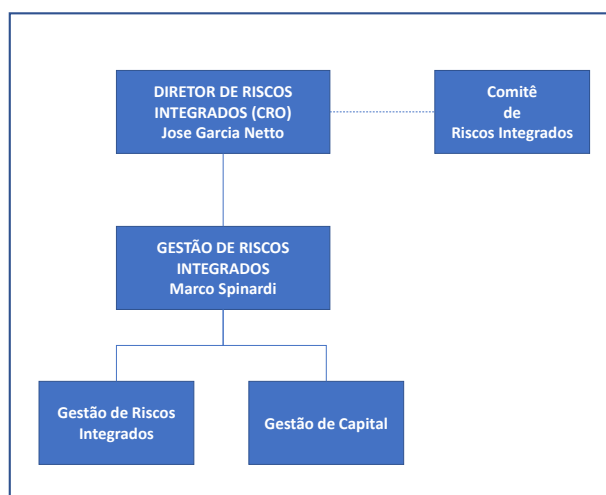 DIRETOR DE RISCOS
INTEGRADOS (CRO)
Jose Garcia Netto
Comitê
de
Riscos Integrados
GESTÃO DE RISCOS
INTEGRADOS
Marco Spinardi
Gestão de Riscos
Integrados
Gestão de Capital